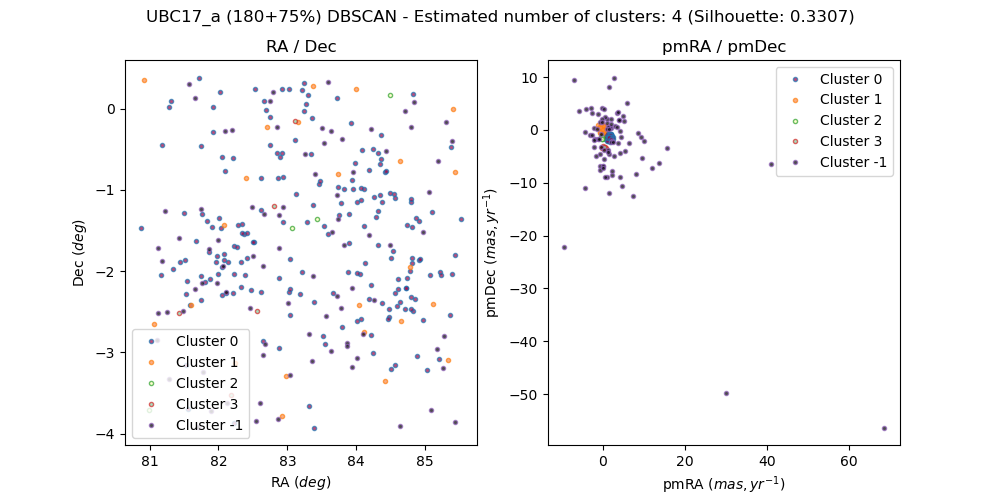 UBC17_a (180+75%) DBSCAN - Estimated number of clusters: 4 (Silhouette: 0.3307)
RA / Dec
0
−1
−2
−3
−4
Dec (deg)
Cluster 0
Cluster 1
Cluster 2
Cluster 3
Cluster -1
81 82 83 84 85
RA (deg)
pmRA / pmDec
10
0
−10
−20
−30
−40
−50
pmDec (mas, yr⁻¹)
Cluster 0
Cluster 1
Cluster 2
Cluster 3
Cluster -1
0 20 40 60
pmRA (mas, yr⁻¹)